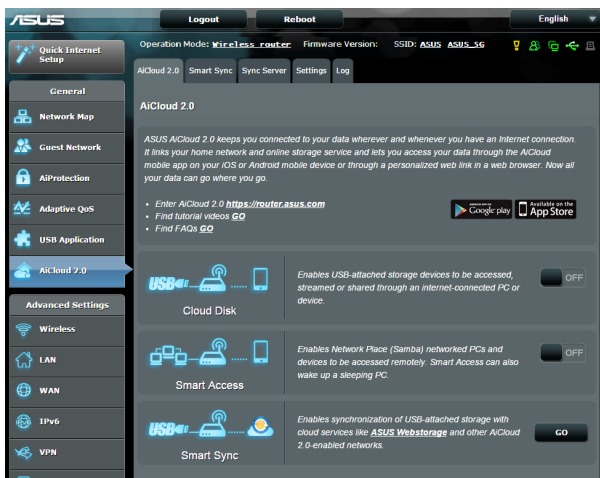 ASUS
Logout
Reboot
English
Quick Internet
Setup
Operation Mode: Wireless router Firmware Version: SSID: ASUS ASUS_5G
AiCloud 2.0
Smart Sync
Sync Server
Settings
Log
General
Network Map
Guest Network
AiProtection
Adaptive QoS
USB Application
AiCloud 2.0
Advanced Settings
Wireless
LAN
WAN
IPv6
VPN
AiCloud 2.0
ASUS AiCloud 2.0 keeps you connected to your data wherever and whenever you have an Internet connection.
It links your home network and online storage service and lets you access your data through the AiCloud
mobile app on your iOS or Android mobile device or through a personalized web link in a web browser. Now all
your data can go where you go.
• Enter AiCloud 2.0 https://router.asus.com
• Find tutorial videos GO
• Find FAQs GO
Google play
Available on the
App Store
USB
Cloud Disk
Enables USB-attached storage devices to be accessed,
streamed or shared through an internet-connected PC or
device.
OFF
Smart Access
Enables Network Place (Samba) networked PCs and
devices to be accessed remotely. Smart Access can also
wake up a sleeping PC.
OFF
USB
Smart Sync
Enables synchronization of USB-attached storage with
cloud services like ASUS Webstorage and other AiCloud
2.0-enabled networks.
GO